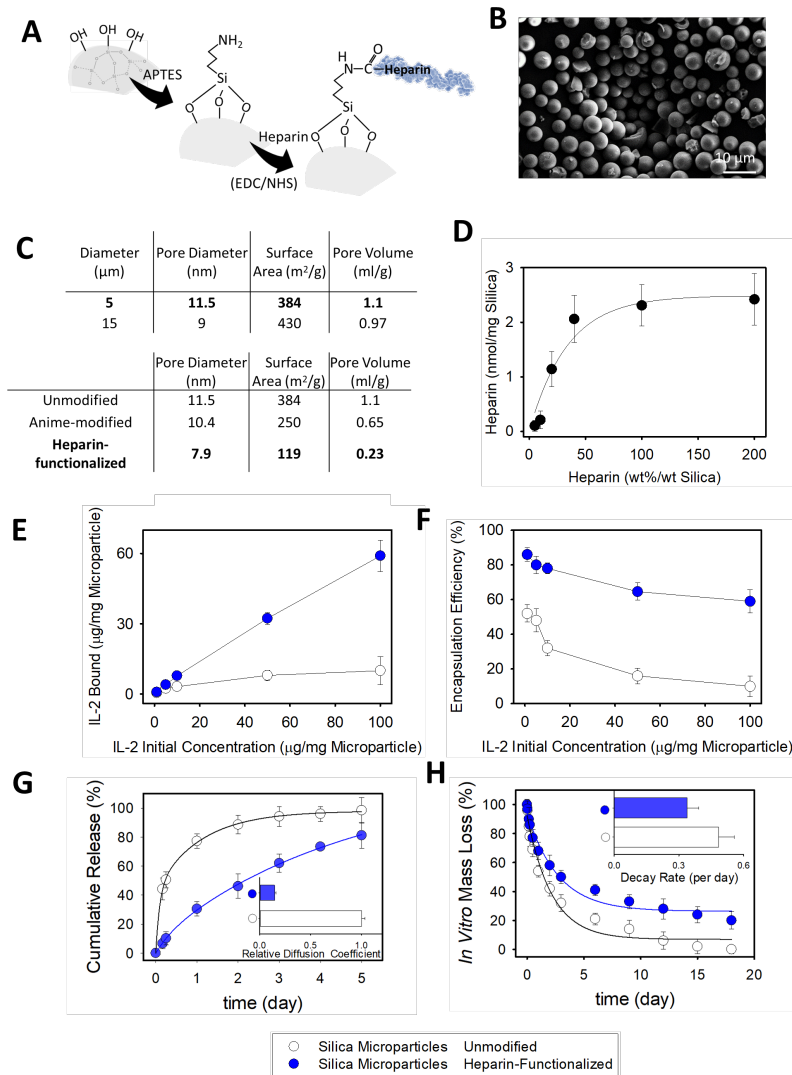 A
OH
OH
OH
APTES
NH2
Si
O
O
O
Heparin
(EDC/NHS)
H
N
C
O
Heparin
Si
O
O
O
B
10 μm
C
Diameter (μm) Pore Diameter (nm) Surface Area (m2/g) Pore Volume (ml/g)
5 11.5 384 1.1
15 9 430 0.97
Pore Diameter (nm) Surface Area (m2/g) Pore Volume (ml/g)
Unmodified 11.5 384 1.1
Anime-modified 10.4 250 0.65
Heparin-functionalized 7.9 119 0.23
D
Heparin (nmol/mg Slilica)
3
2
1
0
0 50 100 150 200
Heparin (wt%/wt Silica)
E
IL-2 Bound (μg/mg Microparticle)
60
30
0
0 20 40 60 80 100
IL-2 Initial Concentration (μg/mg Microparticle)
F
Encapsulation Efficiency (%)
100
80
60
40
20
0
0 20 40 60 80 100
IL-2 Initial Concentration (μg/mg Microparticle)
G
Cumulative Release (%)
100
80
60
40
20
0
0 1 2 3 4 5
time (day)
0.0 0.5 1.0
Relative Diffusion Coefficient
H
In Vitro Mass Loss (%)
100
80
60
40
20
0
0 5 10 15 20
time (day)
0.0 0.3 0.6
Decay Rate (per day)
Silica Microparticles Unmodified
Silica Microparticles Heparin-Functionalized